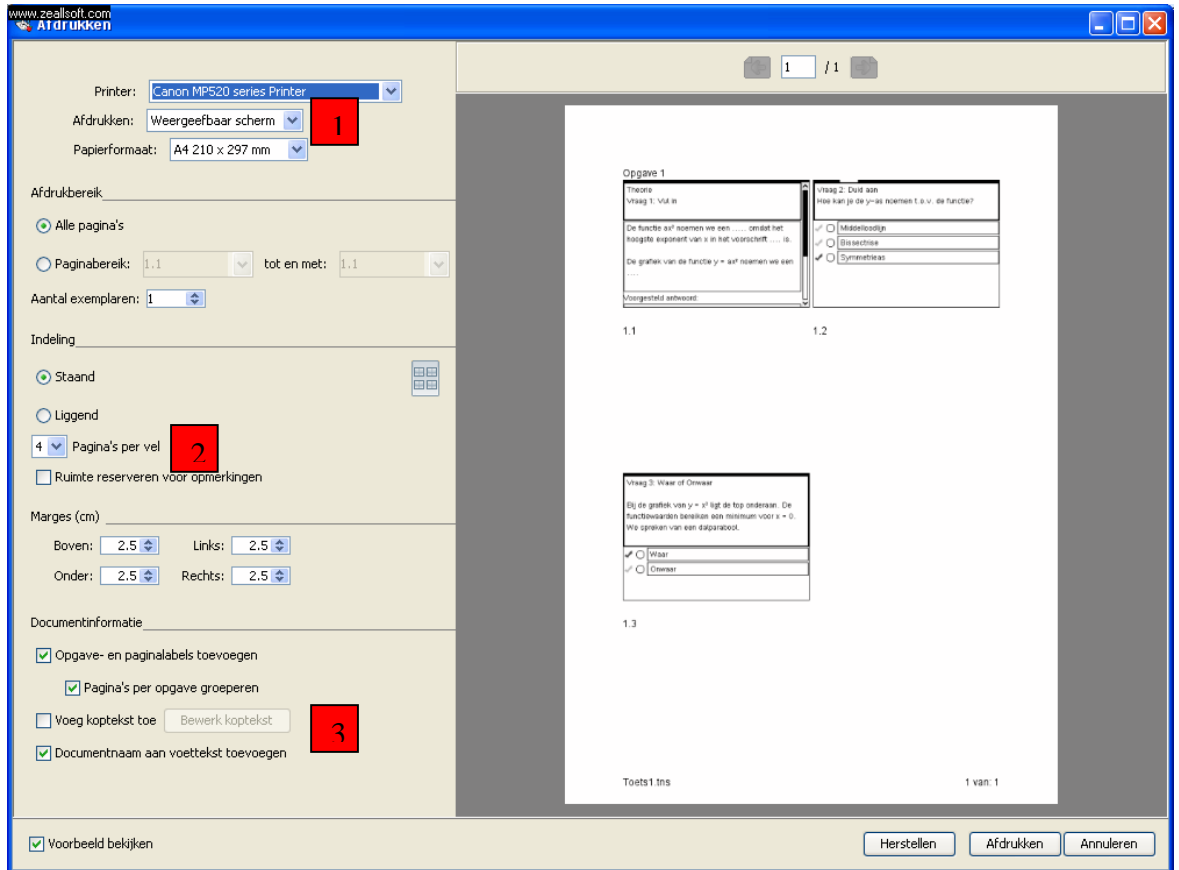 www.zeallsoft.com
Afdrukken
Printer: Canon MP520 series Printer
Afdrukken: Weergeefbaar scherm
1
Papierformaat: A4 210 x 297 mm
Afdrukbereik
Alle pagina's
Paginabereik: 1.1 tot en met: 1.1
Aantal exemplaren: 1
Indeling
Staand
Liggend
4 Pagina's per vel
2
Ruimte reserveren voor opmerkingen
Marges (cm)
Boven: 2.5 Links: 2.5
Onder: 2.5 Rechts: 2.5
Documentinformatie
Opgave- en paginalabels toevoegen
Pagina's per opgave groeperen
Voeg koptekst toe Bewerk koptekst
3
Documentnaam aan voettekst toevoegen
Voorbeeld bekijken
1 / 1
Opgave 1
Theorie
Vraag 1: Vul in
De functie ax² noemen we een ..... omdat het
hoogste exponent van x in het voorschrift .... is.
De grafiek van de functie y = ax² noemen we een
....
Voorgesteld antwoord:
1.1
Vraag 2: Duid aan
Hoe kan je de y-as noemen t.o.v. de functie?
Middelloodlijn
Bissectrise
Symmetrieas
1.2
Vraag 3: Waar of Onwaar
Bij de grafiek van y = x² ligt de top onderaan. De
functiewaarden bereiken een minimum voor x = 0.
We spreken van een dalparabool.
Waar
Onwaar
1.3
Toets1.tns 1 van: 1
Herstellen Afdrukken Annuleren